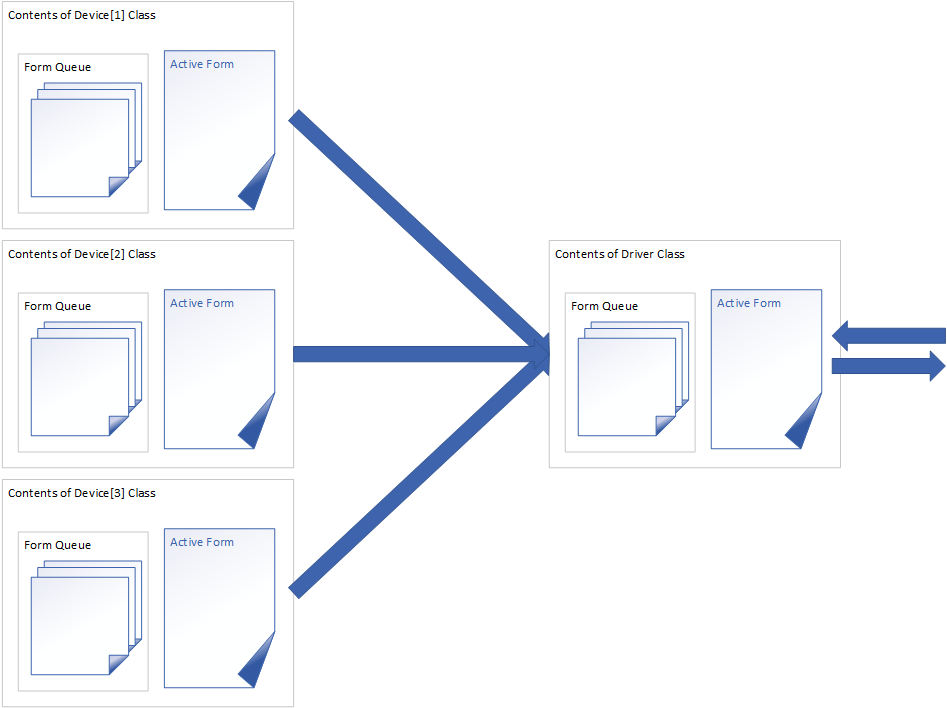 Contents of Device[1] Class
Form Queue
Active Form
Contents of Device[2] Class
Form Queue
Active Form
Contents of Driver Class
Form Queue
Active Form
Contents of Device[3] Class
Form Queue
Active Form